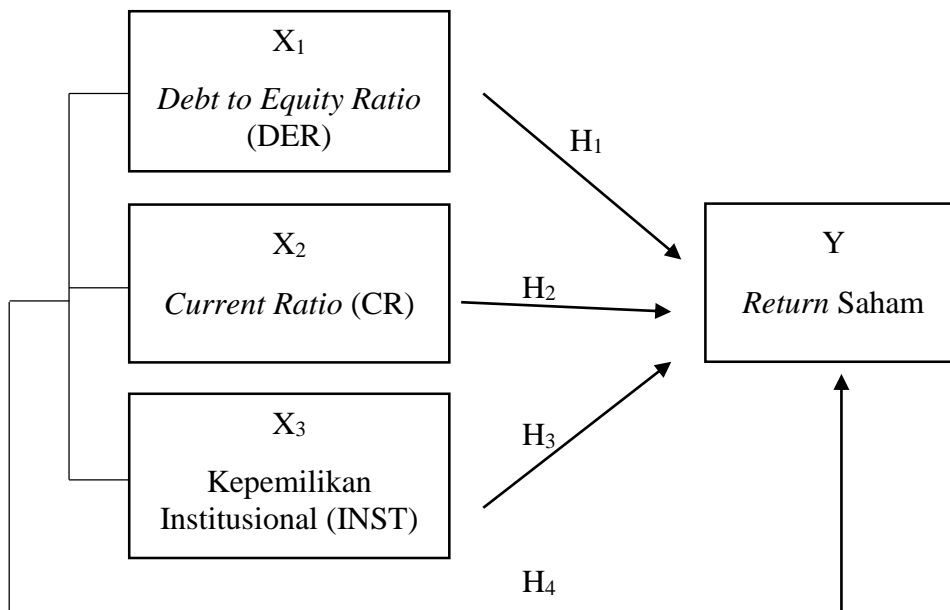 X1
Debt to Equity Ratio
(DER)
H1
X2
Current Ratio (CR)
H2
Y
Return Saham
X3
Kepemilikan
Institusional (INST)
H3
H4